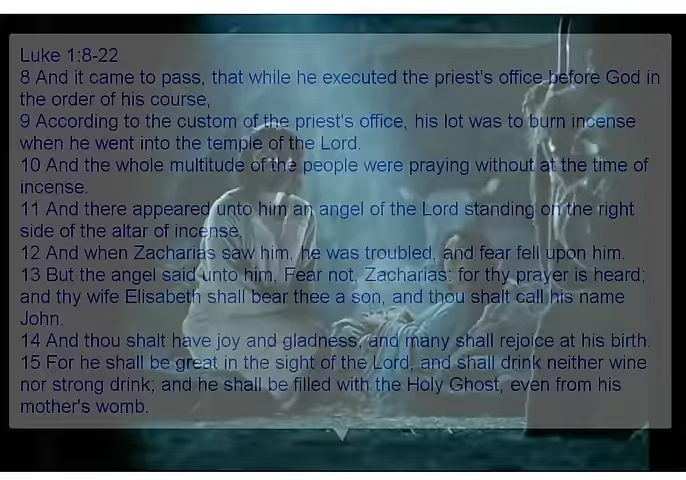 Luke 1:8-22
8 And it came to pass, that while he executed the priest's office before God in
the order of his course,
9 According to the custom of the priest's office, his lot was to burn incense
when he went into the temple of the Lord.
10 And the whole multitude of the people were praying without at the time of
incense.
11 And there appeared unto him an angel of the Lord standing on the right
side of the altar of incense.
12 And when Zacharias saw him, he was troubled, and fear fell upon him.
13 But the angel said unto him, Fear not, Zacharias: for thy prayer is heard;
and thy wife Elisabeth shall bear thee a son, and thou shalt call his name
John.
14 And thou shalt have joy and gladness; and many shall rejoice at his birth.
15 For he shall be great in the sight of the Lord, and shall drink neither wine
nor strong drink; and he shall be filled with the Holy Ghost, even from his
mother's womb.